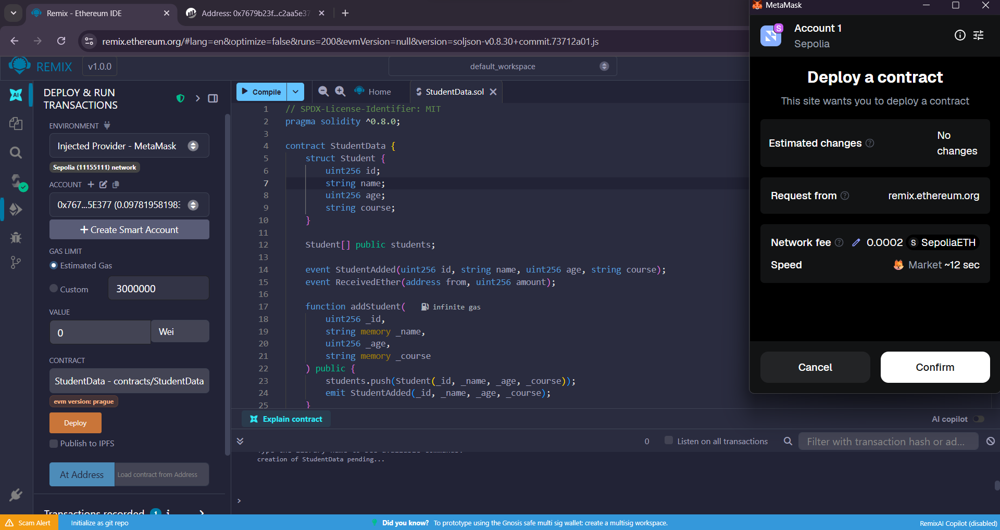 Remix - Ethereum IDE
Address: 0x7679b23f...c2aa5e37
remix.ethereum.org/#lang=en&optimize=false&runs=200&evmVersion=null&version=soljson-v0.8.30+commit.73712a01.js
REMIX
v1.0.0
default_workspace
DEPLOY & RUN
TRANSACTIONS
ENVIRONMENT
Injected Provider - MetaMask
Sepolia (11155111) network
ACCOUNT
0x767...5E377 (0.097819581983
+ Create Smart Account
GAS LIMIT
Estimated Gas
Custom
3000000
VALUE
0
Wei
CONTRACT
StudentData - contracts/StudentData
evm version: prague
Deploy
Publish to IPFS
At Address
Load contract from Address
Transactions recorded 1 i
Compile
Home
StudentData.sol
1 // SPDX-License-Identifier: MIT
2 pragma solidity ^0.8.0;
3
4 contract StudentData {
5 struct Student {
6 uint256 id;
7 string name;
8 uint256 age;
9 string course;
10 }
11
12 Student[] public students;
13
14 event StudentAdded(uint256 id, string name, uint256 age, string course);
15 event ReceivedEther(address from, uint256 amount);
16
17 function addStudent( infinite gas
18 uint256 _id,
19 string memory _name,
20 uint256 _age,
21 string memory _course
22 ) public {
23 students.push(Student(_id, _name, _age, _course));
24 emit StudentAdded(_id, _name, _age, _course);
25 }
Explain contract
AI copilot
0
Listen on all transactions
Filter with transaction hash or ad...
creation of StudentData pending...
>
MetaMask
S
Account 1
Sepolia
Deploy a contract
This site wants you to deploy a contract
Estimated changes
No
changes
Request from
remix.ethereum.org
Network fee
0.0002
S SepoliaETH
Speed
Market ~12 sec
Cancel
Confirm
Scam Alert
Initialize as git repo
Did you know? To prototype using the Gnosis safe multi sig wallet: create a multisig workspace.
RemixAI Copilot (disabled)